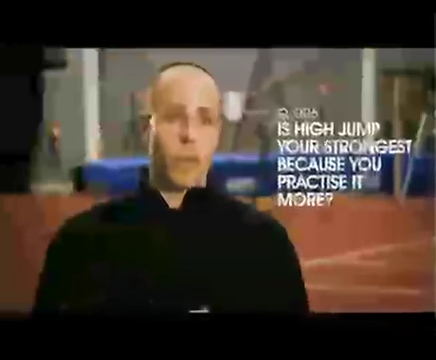 IS HIGH JUMP
YOUR STRONGEST
BECAUSE YOU
PRACTISE IT
MORE?